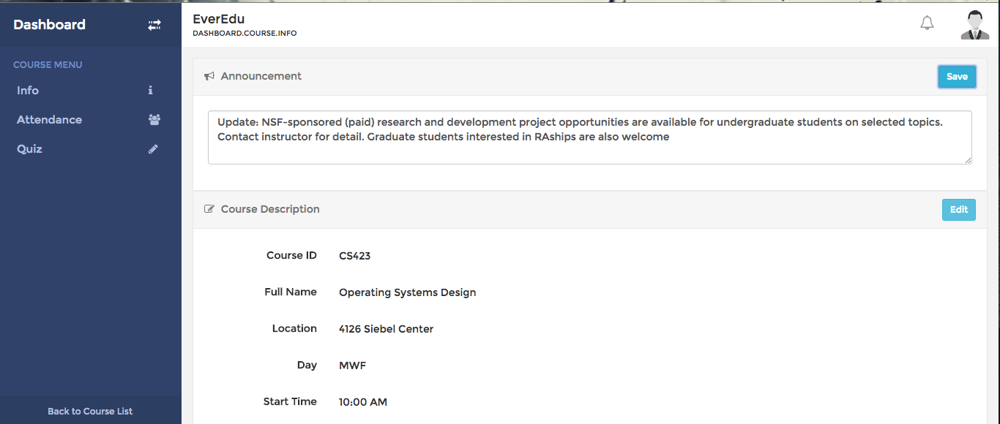 Dashboard
COURSE MENU
Info
Attendance
Quiz
Back to Course List
EverEdu
DASHBOARD.COURSE.INFO
Announcement
Save
Update: NSF-sponsored (paid) research and development project opportunities are available for undergraduate students on selected topics.
Contact instructor for detail. Graduate students interested in RAships are also welcome
Course Description
Edit
Course ID CS423
Full Name Operating Systems Design
Location 4126 Siebel Center
Day MWF
Start Time 10:00 AM